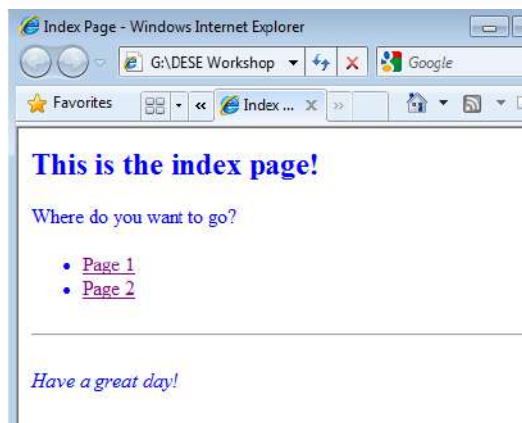 Index Page - Windows Internet Explorer
G:\DESE Workshop
Google
Favorites
Index ...
This is the index page!
Where do you want to go?
Page 1
Page 2
Have a great day!